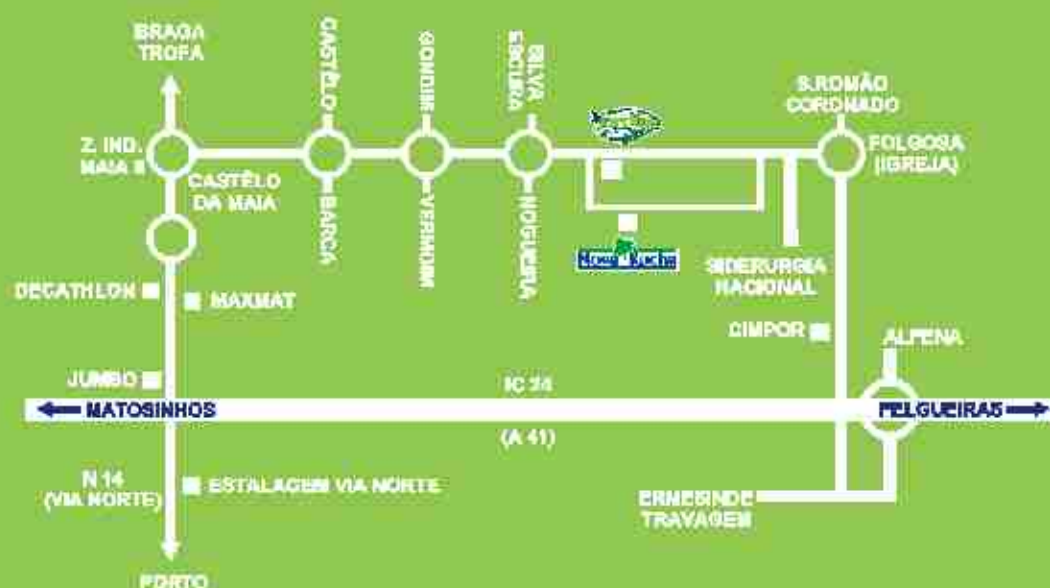 BRAGA
TROFA
CASTÊLO
GONDIM
SILVA
ESCURA
S.ROMÃO
CORONADO
Z. IND.
MAIA II
FOLGOSA
(IGREJA)
CASTÊLO
DA MAIA
BARCA
VERMOIM
NOGUEIRA
SIDERURGIA
NACIONAL
DECATHLON
MAXMAT
CIMPOR
ALFENA
JUMBO
IC 24
MATOSINHOS
FELGUEIRAS
(A 41)
N 14
(VIA NORTE)
ESTALAGEM VIA NORTE
ERMESINDE
TRAVAGEM
PORTO